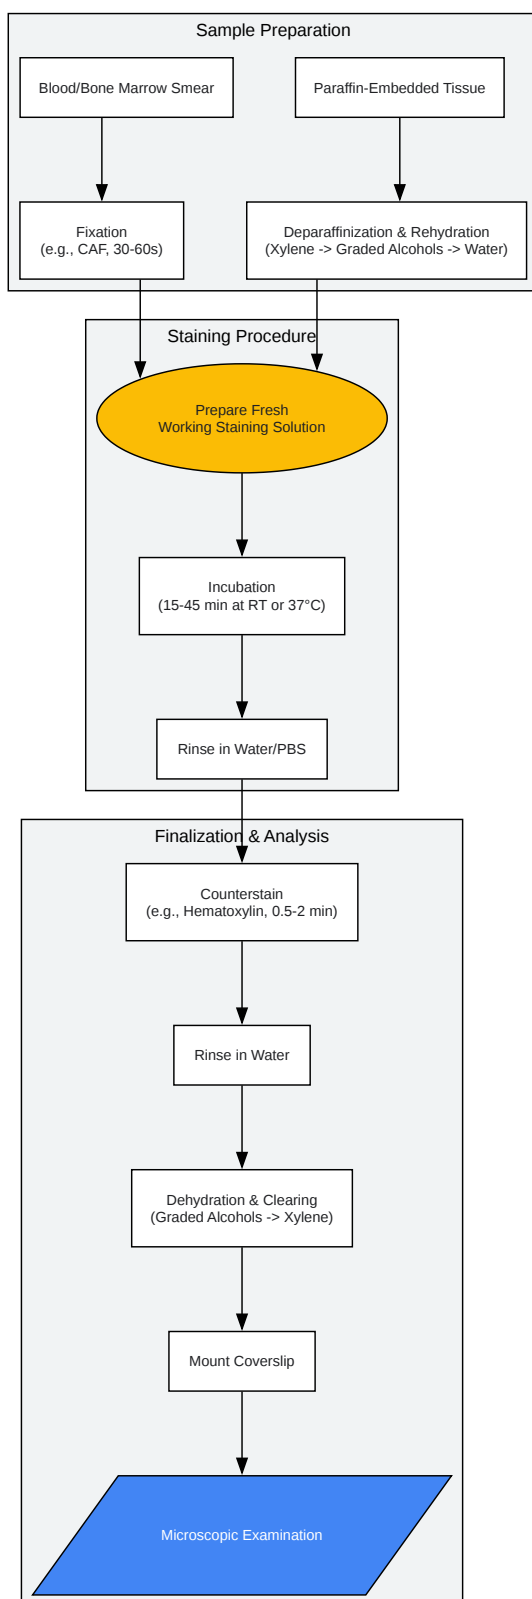 Sample Preparation
Blood/Bone Marrow Smear
Paraffin-Embedded Tissue
Fixation
(e.g., CAF, 30-60s)
Deparaffinization & Rehydration
(Xylene -> Graded Alcohols -> Water)
Staining Procedure
Prepare Fresh
Working Staining Solution
Incubation
(15-45 min at RT or 37°C)
Rinse in Water/PBS
Finalization & Analysis
Counterstain
(e.g., Hematoxylin, 0.5-2 min)
Rinse in Water
Dehydration & Clearing
(Graded Alcohols -> Xylene)
Mount Coverslip
Microscopic Examination